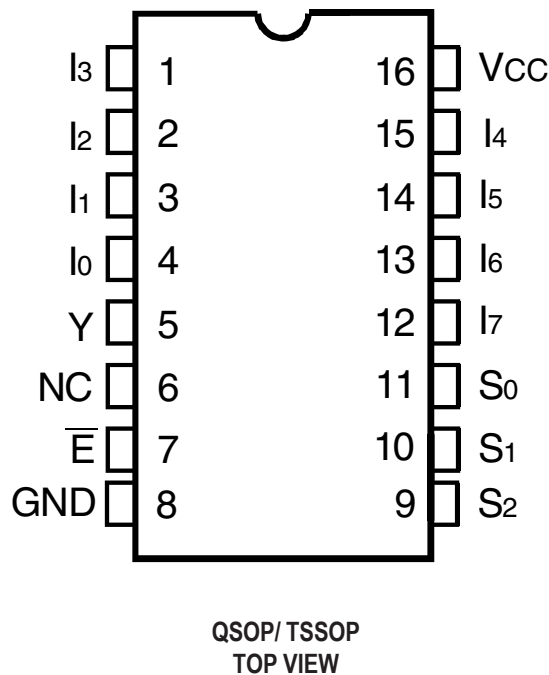 I3 1 16 VCC
I2 2 15 I4
I1 3 14 I5
I0 4 13 I6
Y 5 12 I7
NC 6 11 S0
E̅ 7 10 S1
GND 8 9 S2
QSOP/ TSSOP
TOP VIEW